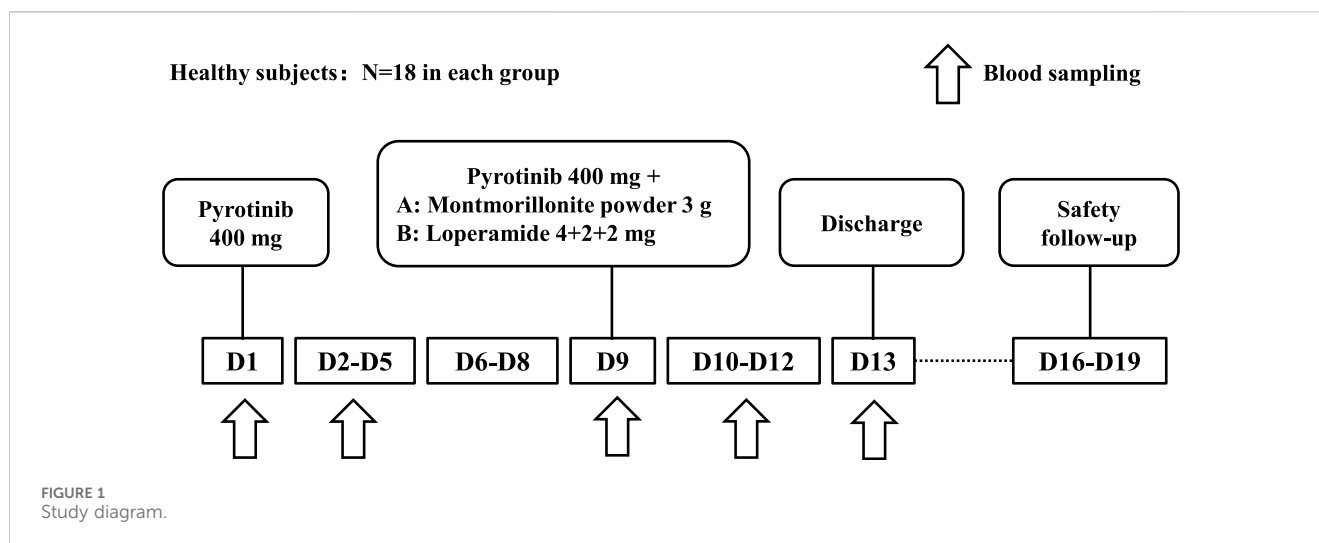 Healthy subjects: N=18 in each group
Blood sampling
Pyrotinib
400 mg
Pyrotinib 400 mg +
A: Montmorillonite powder 3 g
B: Loperamide 4+2+2 mg
Discharge
Safety
follow-up
D1
D2-D5
D6-D8
D9
D10-D12
D13
D16-D19
FIGURE 1
Study diagram.